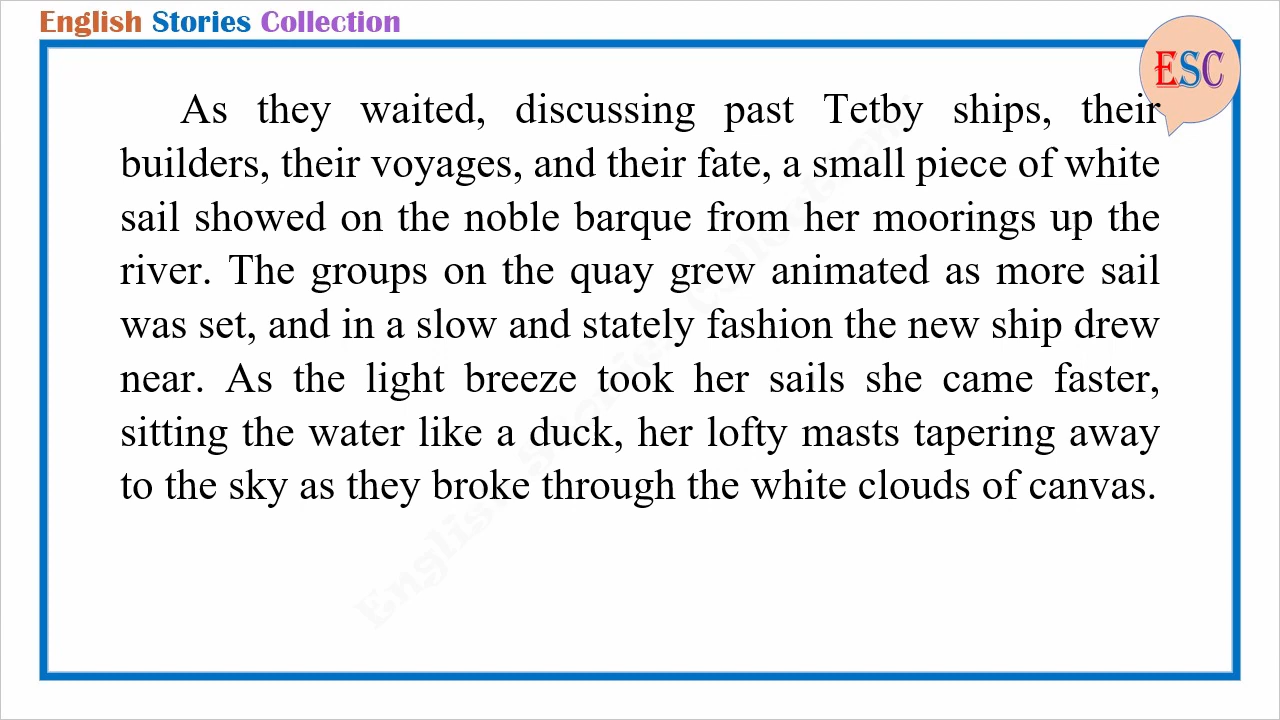 English Stories Collection
ESC
As they waited, discussing past Tetby ships, their
builders, their voyages, and their fate, a small piece of white
sail showed on the noble barque from her moorings up the
river. The groups on the quay grew animated as more sail
was set, and in a slow and stately fashion the new ship drew
near. As the light breeze took her sails she came faster,
sitting the water like a duck, her lofty masts tapering away
to the sky as they broke through the white clouds of canvas.
English Stories Collection